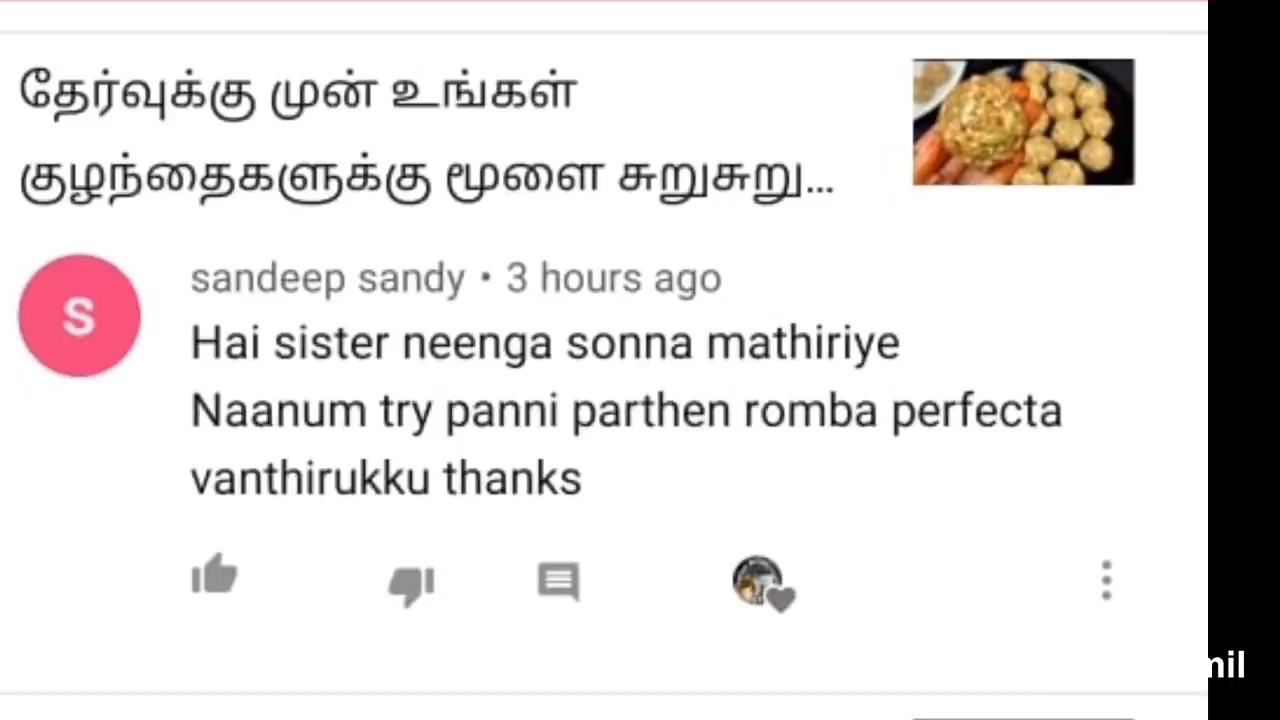 தேர்வுக்கு முன் உங்கள்
குழந்தைகளுக்கு மூளை சுறுசுறு...
S
sandeep sandy • 3 hours ago
Hai sister neenga sonna mathiriye
Naanum try panni parthen romba perfecta
vanthirukku thanks